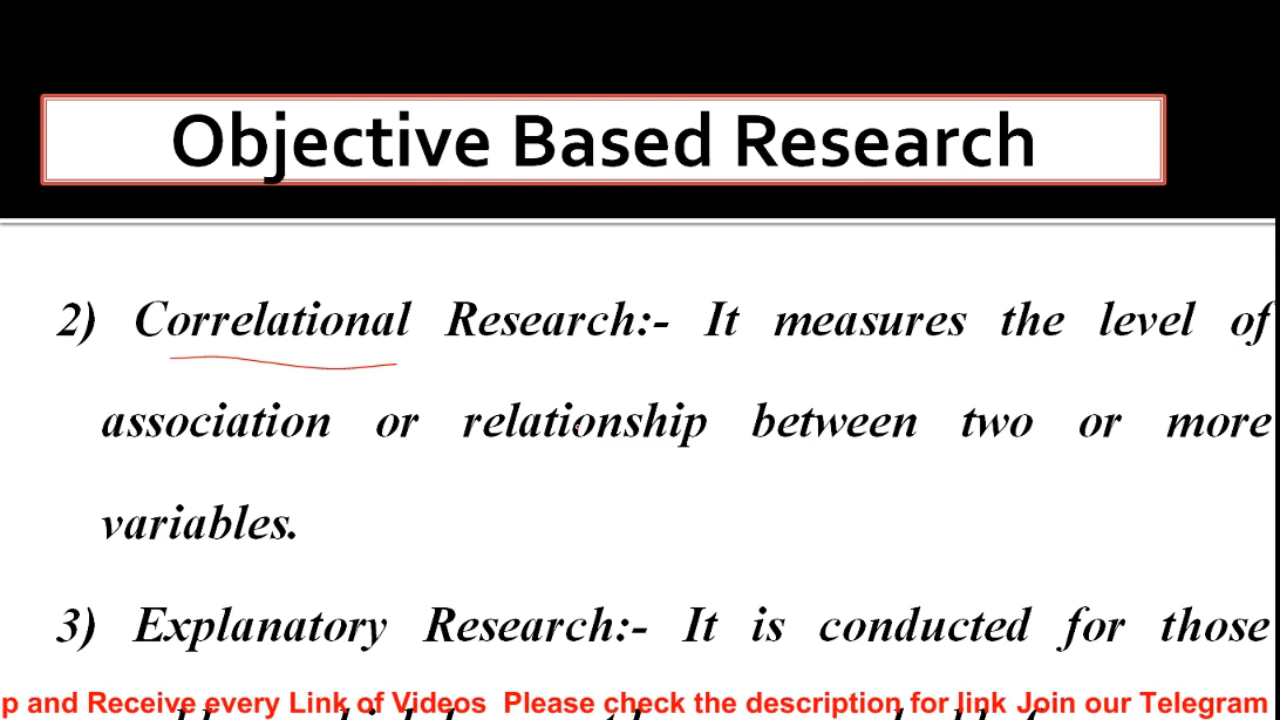 Objective Based Research
2) Correlational Research:- It measures the level of
association or relationship between two or more
variables.
3) Explanatory Research:- It is conducted for those
p and Receive every Link of Videos Please check the description for link Join our Telegram